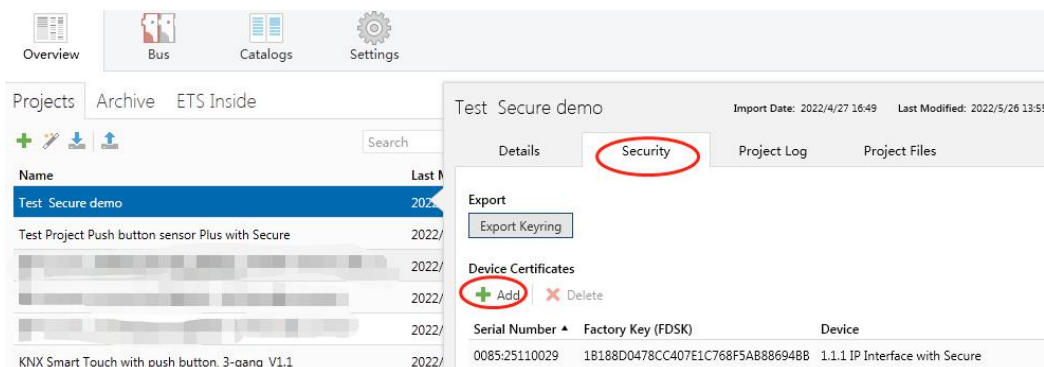 Overview Bus Catalogs Settings
Projects Archive ETS Inside
Search
Name Last M
Test Secure demo 202
Test Project Push button sensor Plus with Secure 2022/
2022/
2022/
2022/
KNX Smart Touch with push button, 3-gang V1.1 2022/
Test Secure demo Import Date: 2022/4/27 16:49 Last Modified: 2022/5/26 13:59
Details Security Project Log Project Files
Export
Export Keyring
Device Certificates
Add Delete
Serial Number Factory Key (FDSK) Device
0085:25110029 1B188D0478CC407E1C768F5AB88694BB 1.1.1 IP Interface with Secure